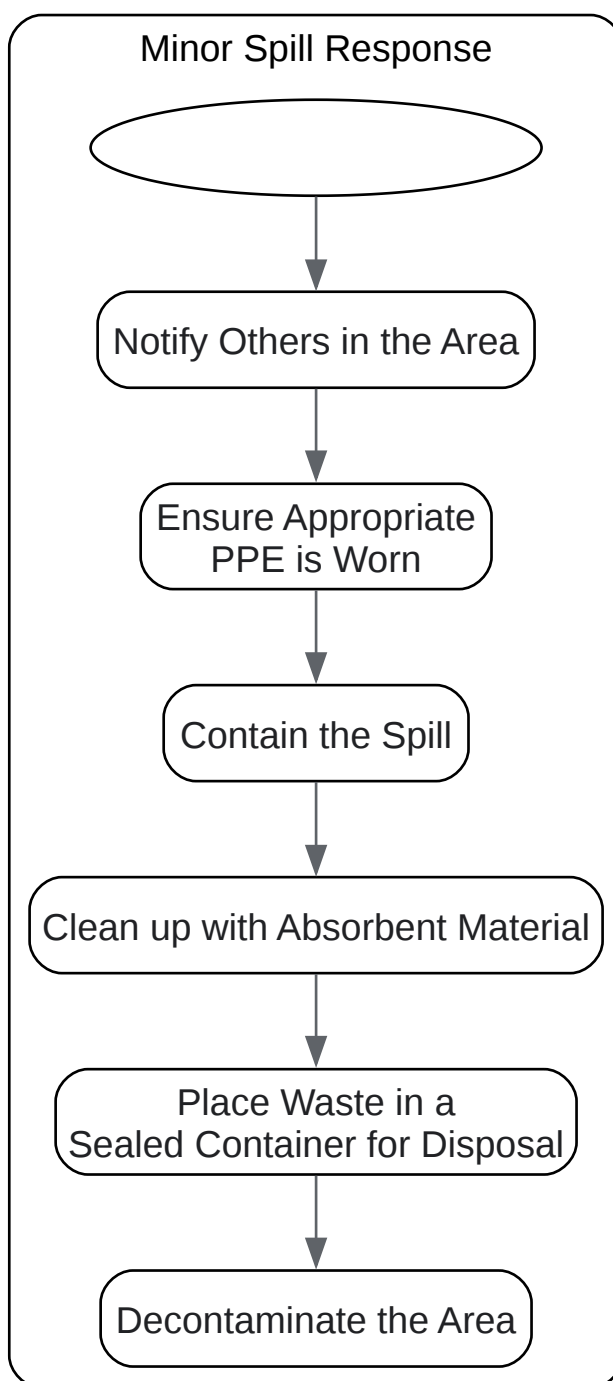 Minor Spill Response
Notify Others in the Area
Ensure Appropriate
PPE is Worn
Contain the Spill
Clean up with Absorbent Material
Place Waste in a
Sealed Container for Disposal
Decontaminate the Area